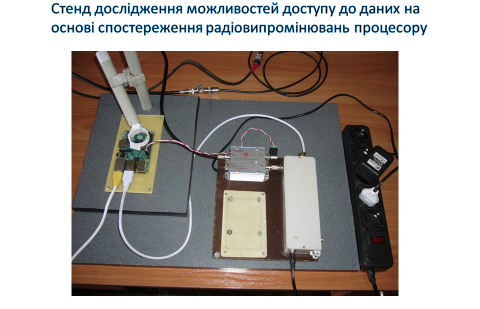 Стенд дослідження можливостей доступу до даних на
основі спостереження радіовипромінювань процесору